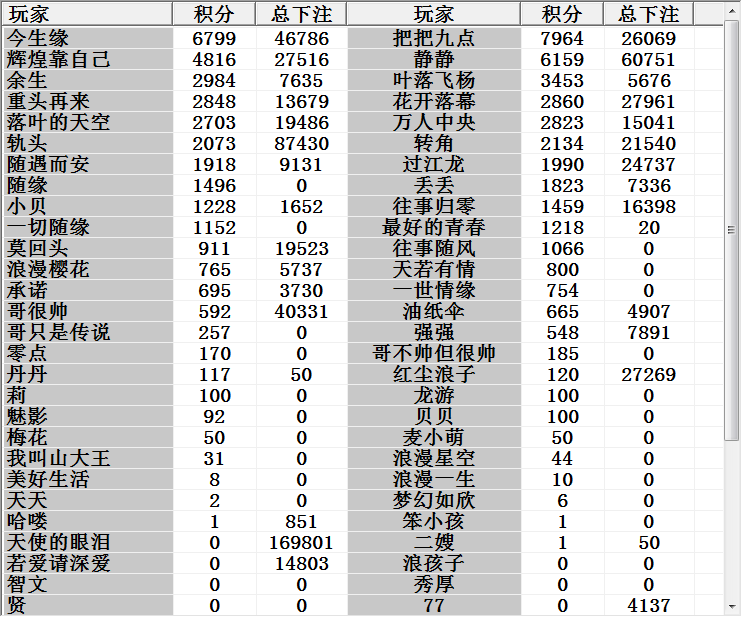 玩家 积分 总下注 玩家 积分 总下注
今生缘 6799 46786 把把九点 7964 26069
辉煌靠自己 4816 27516 静静 6159 60751
余生 2984 7635 叶落飞杨 3453 5676
重头再来 2848 13679 花开落幕 2860 27961
落叶的天空 2703 19486 万人中央 2823 15041
轨头 2073 87430 转角 2134 21540
随遇而安 1918 9131 过江龙 1990 24737
随缘 1496 0 丢丢 1823 7336
小贝 1228 1652 往事归零 1459 16398
一切随缘 1152 0 最好的青春 1218 20
莫回头 911 19523 往事随风 1066 0
浪漫樱花 765 5737 天若有情 800 0
承诺 695 3730 一世情缘 754 0
哥很帅 592 40331 油纸伞 665 4907
哥只是传说 257 0 强强 548 7891
零点 170 0 哥不帅但很帅 185 0
丹丹 117 50 红尘浪子 120 27269
莉 100 0 龙游 100 0
魅影 92 0 贝贝 100 0
梅花 50 0 麦小萌 50 0
我叫山大王 31 0 浪漫星空 44 0
美好生活 8 0 浪漫一生 10 0
天天 2 0 梦幻如欣 6 0
哈喽 1 851 笨小孩 1 0
天使的眼泪 0 169801 二嫂 1 50
若爱请深爱 0 14803 浪孩子 0 0
智文 0 0 秀厚 0 0
贤 0 0 77 0 4137